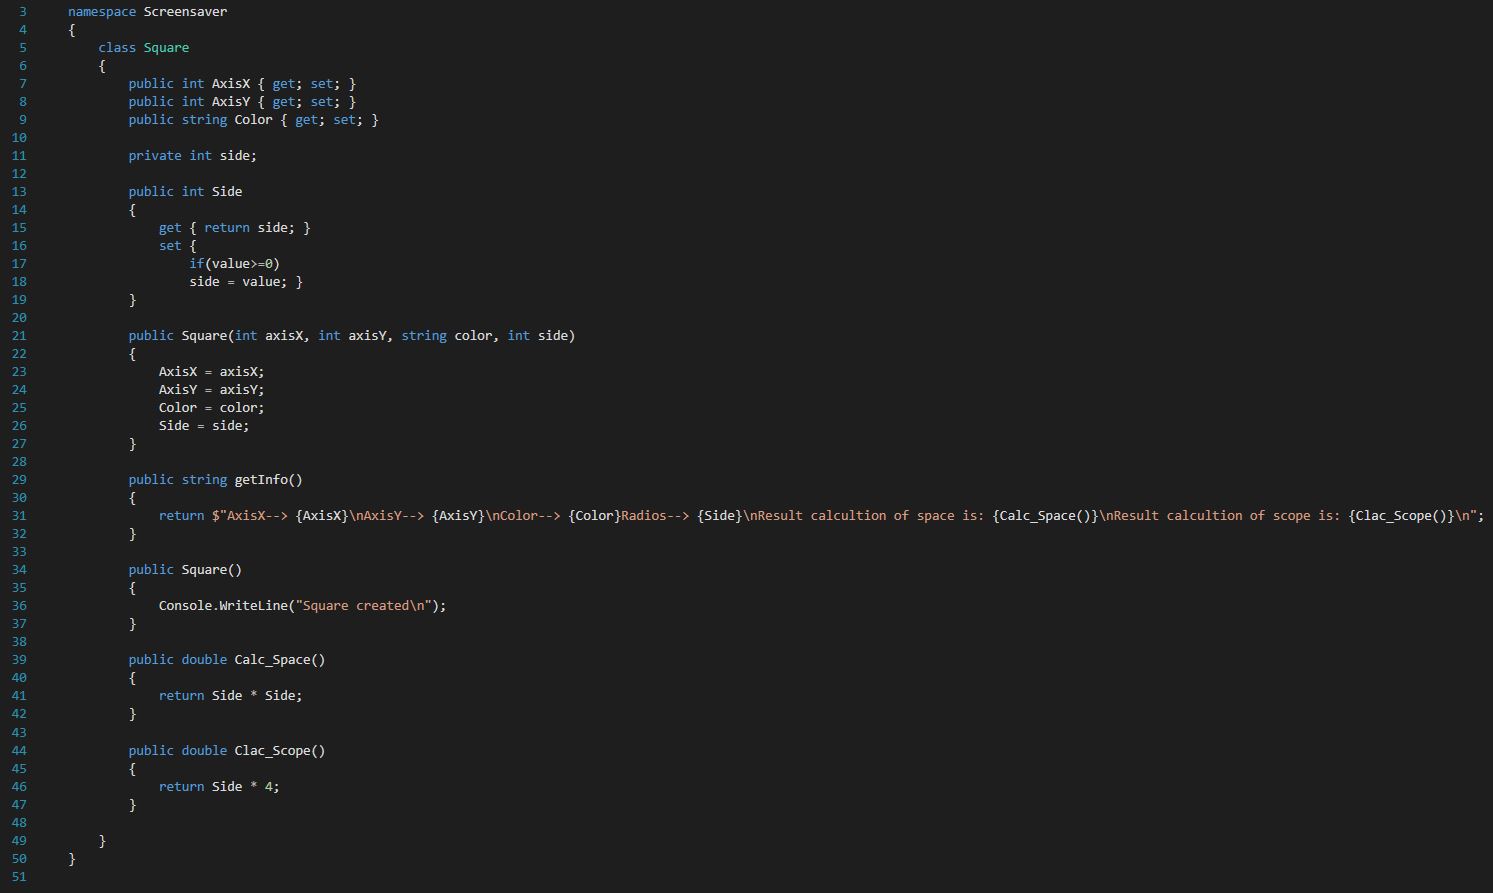 3 namespace Screensaver
4 {
5 class Square
6 {
7 public int AxisX { get; set; }
8 public int AxisY { get; set; }
9 public string Color { get; set; }
10
11 private int side;
12
13 public int Side
14 {
15 get { return side; }
16 set {
17 if(value>=0)
18 side = value; }
19 }
20
21 public Square(int axisX, int axisY, string color, int side)
22 {
23 AxisX = axisX;
24 AxisY = axisY;
25 Color = color;
26 Side = side;
27 }
28
29 public string getInfo()
30 {
31 return $"AxisX--> {AxisX}\nAxisY--> {AxisY}\nColor--> {Color}Radios--> {Side}\nResult calcultion of space is: {Calc_Space()}\nResult calcultion of scope is: {Clac_Scope()}\n";
32 }
33
34 public Square()
35 {
36 Console.WriteLine("Square created\n");
37 }
38
39 public double Calc_Space()
40 {
41 return Side * Side;
42 }
43
44 public double Clac_Scope()
45 {
46 return Side * 4;
47 }
48
49 }
50 }
51